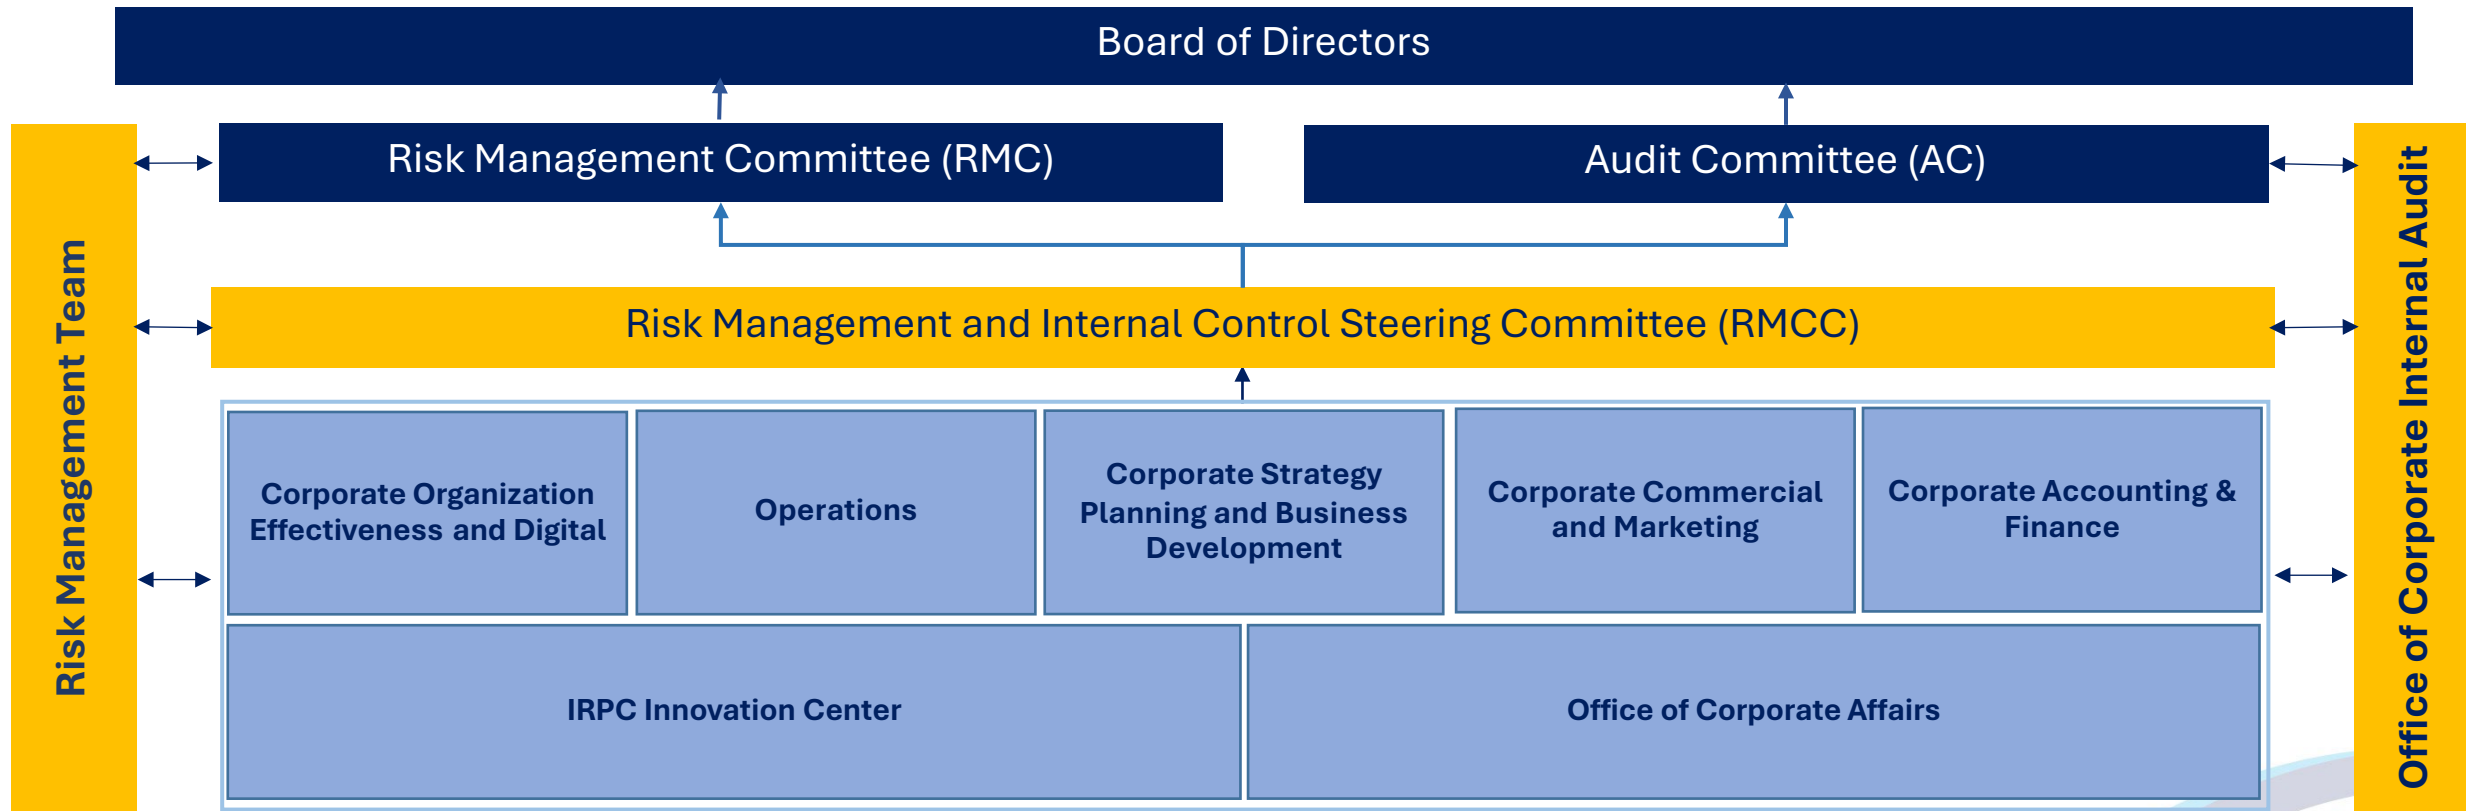 Board of Directors
Risk Management Committee (RMC)
Audit Committee (AC)
Risk Management Team
Office of Corporate Internal Audit
Risk Management and Internal Control Steering Committee (RMCC)
Corporate Organization
Effectiveness and Digital
Operations
Corporate Strategy
Planning and Business
Development
Corporate Commercial
and Marketing
Corporate Accounting &
Finance
IRPC Innovation Center
Office of Corporate Affairs